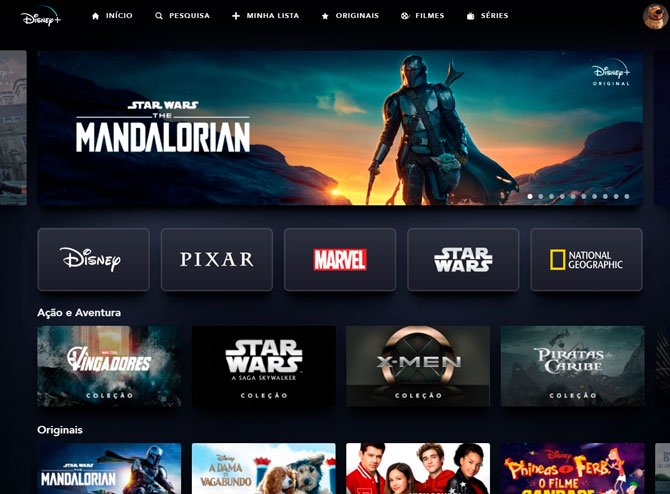 Disney+
INÍCIO
PESQUISA
MINHA LISTA
ORIGINAIS
FILMES
SÉRIES
STAR WARS
THE
MANDALORIAN
Disney+
ORIGINAL
Disney
PIXAR
MARVEL
STAR WARS
NATIONAL
GEOGRAPHIC
Ação e Aventura
VINGADORES
COLEÇÃO
STAR WARS
A SAGA SKYWALKER
COLEÇÃO
X-MEN
COLEÇÃO
PIRATAS do
CARIBE
COLEÇÃO
Originais
STAR WARS
THE
MANDALORIAN
Disney
A DAMA
E O
VAGABUNDO
Disney
PHINEAS E FERB
O FILME